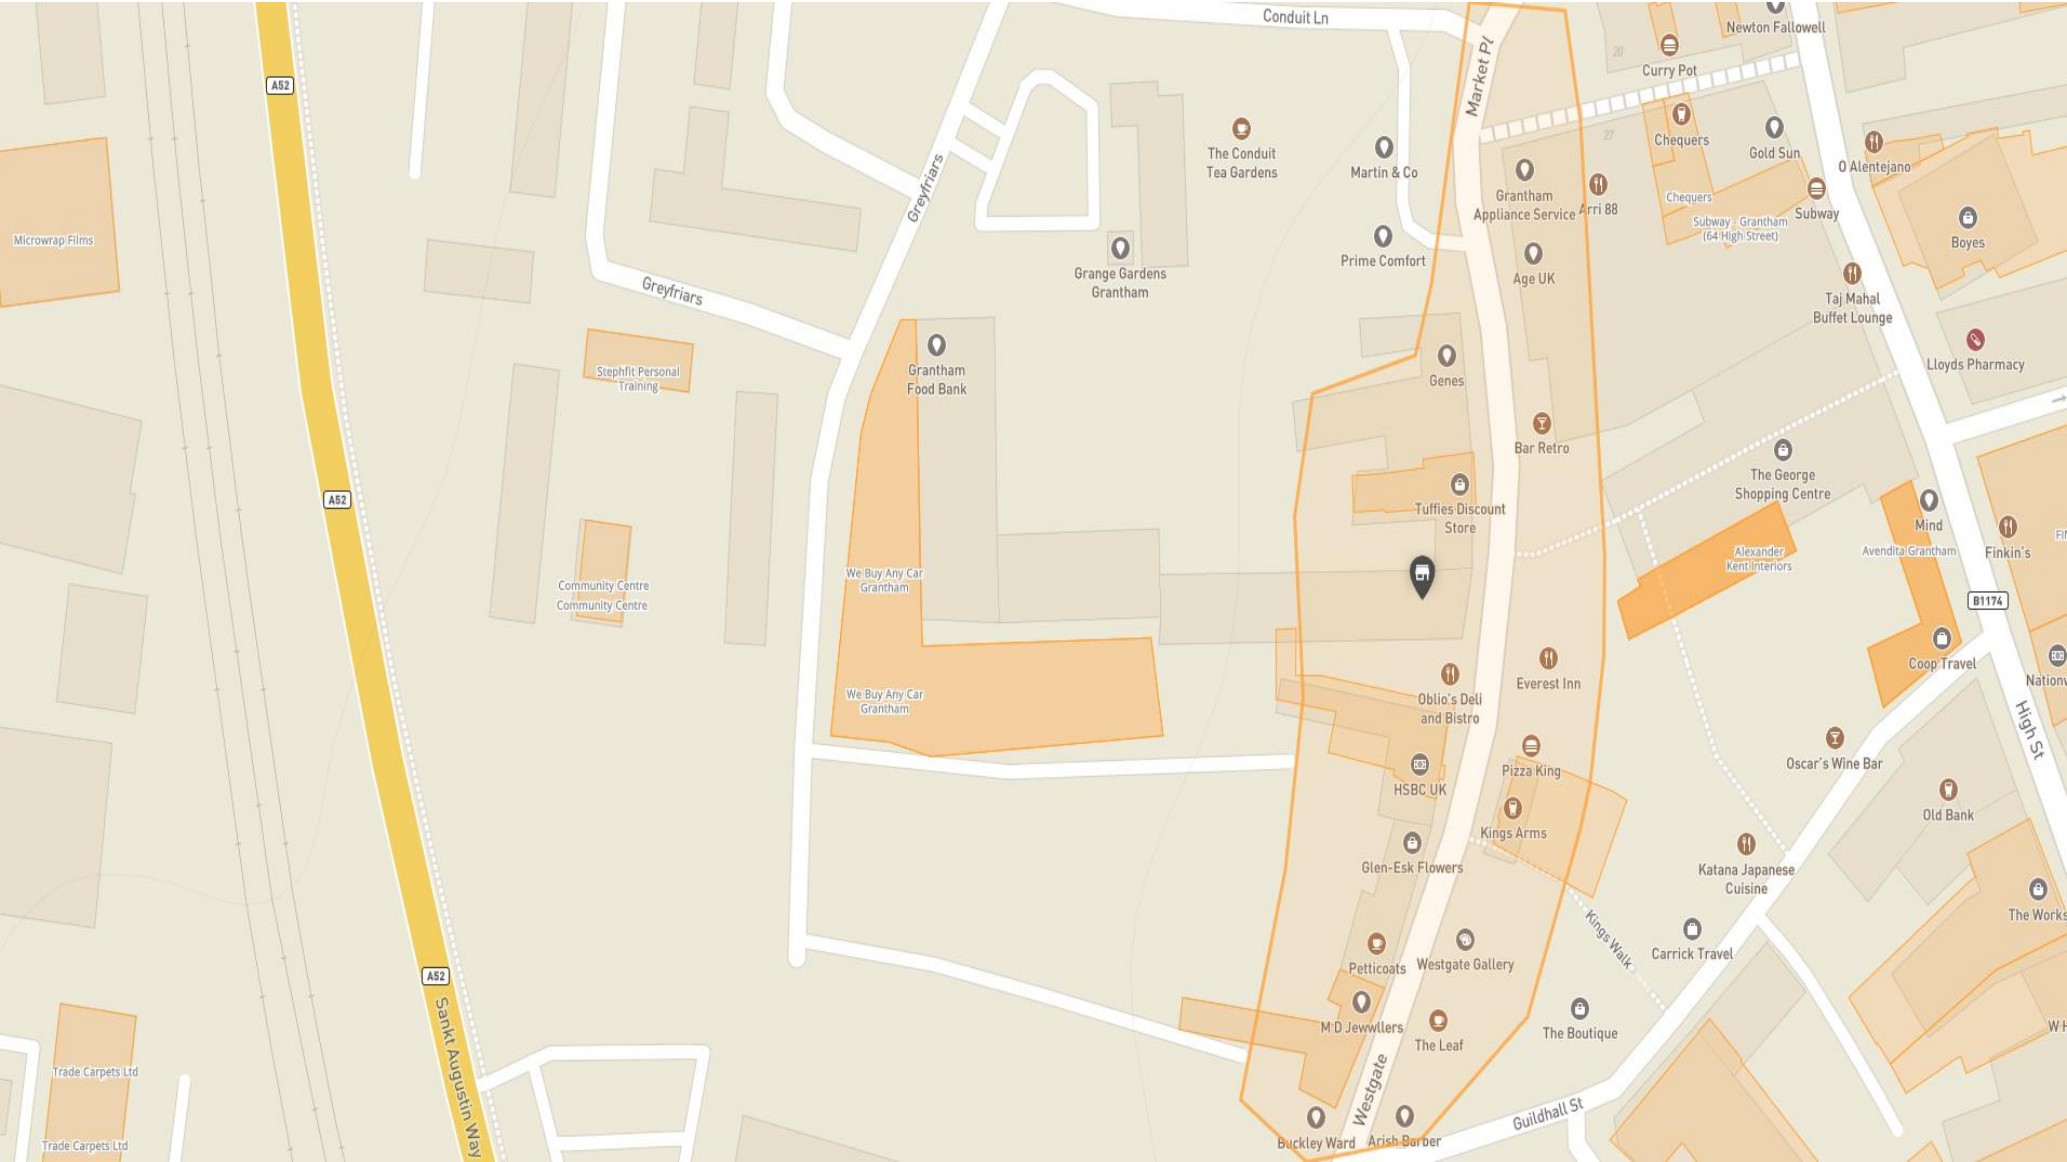 Conduit Ln
Newton Fallowell
20
Curry Pot
A52
Market Pl
The Conduit
Tea Gardens
Martin & Co
27
Chequers
Gold Sun
O Alentejano
Greyfriars
Grantham
Appliance Service
Arri 88
Chequers
Subway - Grantham
(64 High Street)
Subway
Boyes
Microwrap Films
Prime Comfort
Age UK
Grange Gardens
Grantham
Greyfriars
Taj Mahal
Buffet Lounge
Stephfit Personal
Training
Grantham
Food Bank
Genes
Lloyds Pharmacy
Bar Retro
A52
Tuffies Discount
Store
The George
Shopping Centre
Mind
Finkin's
Alexander
Kent Interiors
Avendita Grantham
We Buy Any Car
Grantham
Community Centre
Community Centre
B1174
Coop Travel
Everest Inn
We Buy Any Car
Grantham
Oblio's Deli
and Bistro
High St
Pizza King
HSBC UK
Oscar's Wine Bar
Kings Arms
Old Bank
Glen-Esk Flowers
Katana Japanese
Cuisine
The Works
Kings Walk
Carrick Travel
Petticoats
Westgate Gallery
A52
Sankt Augustin Way
M D Jewwllers
The Leaf
The Boutique
Trade Carpets Ltd
Westgate
Guildhall St
Trade Carpets Ltd
Buckley Ward
Arish Barber